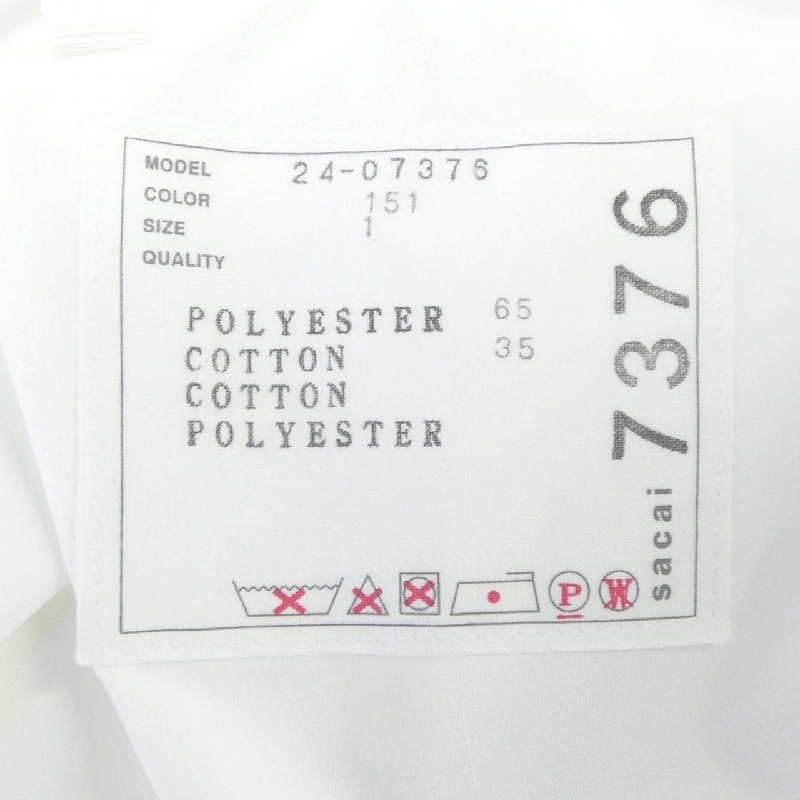 MODEL 24-07376
COLOR 151
SIZE 1
QUALITY
POLYESTER 65
COTTON 35
COTTON
POLYESTER
P W
sacai 7376